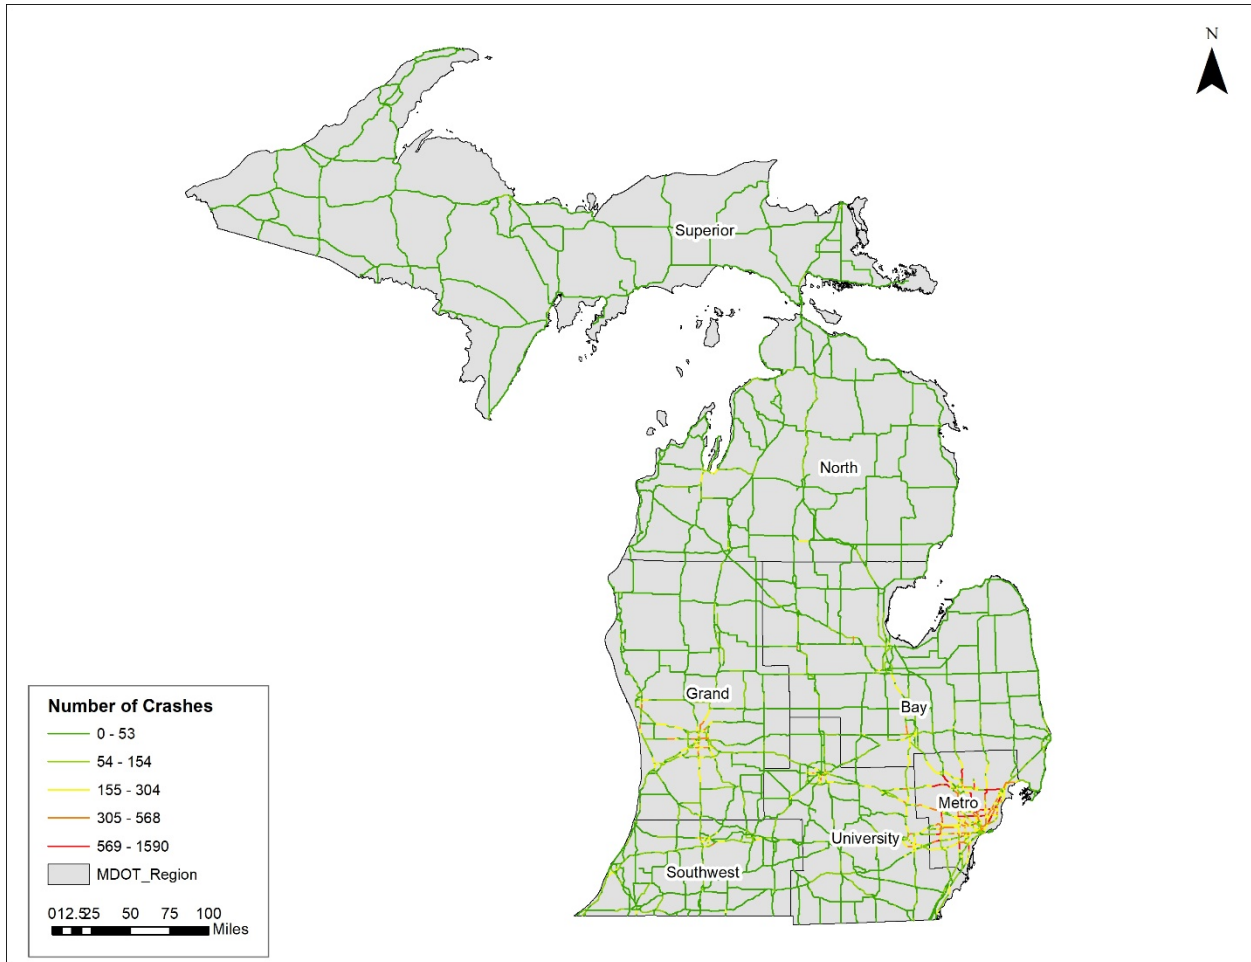 N
Superior
North
Grand
Bay
Metro
University
Southwest
Number of Crashes
0 - 53
54 - 154
155 - 304
305 - 568
569 - 1590
MDOT_Region
012.525 50 75 100
Miles